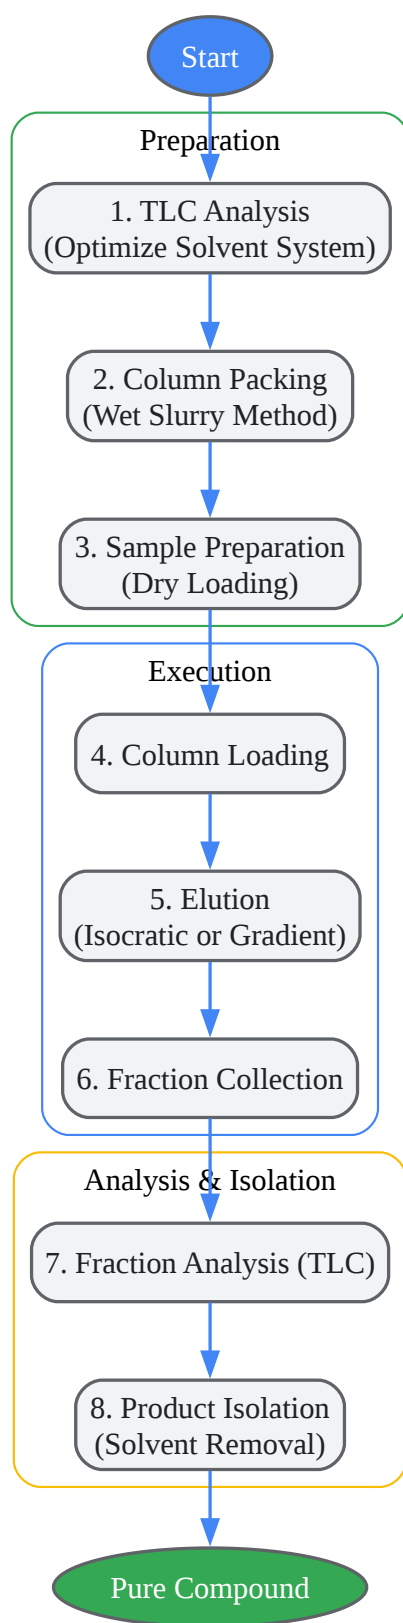 Start
Preparation
1. TLC Analysis
(Optimize Solvent System)
2. Column Packing
(Wet Slurry Method)
3. Sample Preparation
(Dry Loading)
Execution
4. Column Loading
5. Elution
(Isocratic or Gradient)
6. Fraction Collection
Analysis & Isolation
7. Fraction Analysis (TLC)
8. Product Isolation
(Solvent Removal)
Pure Compound